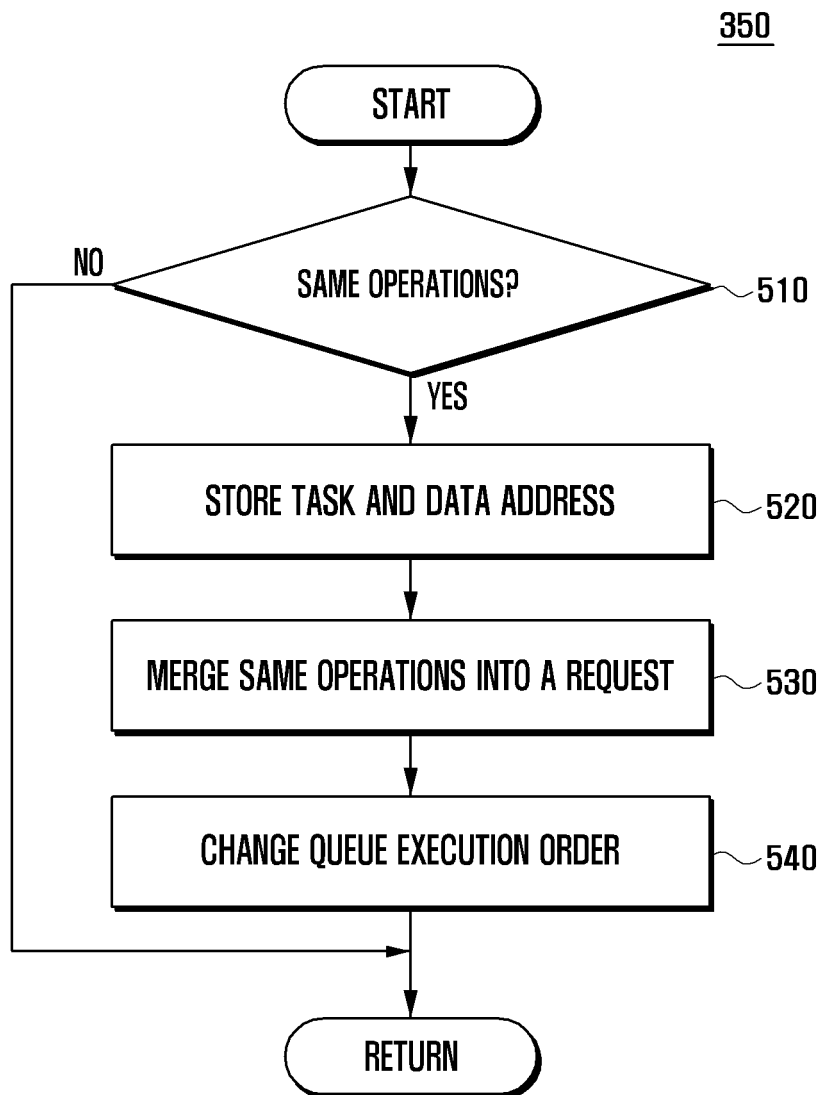 350
START
NO
SAME OPERATIONS?
510
YES
STORE TASK AND DATA ADDRESS
520
MERGE SAME OPERATIONS INTO A REQUEST
530
CHANGE QUEUE EXECUTION ORDER
540
RETURN